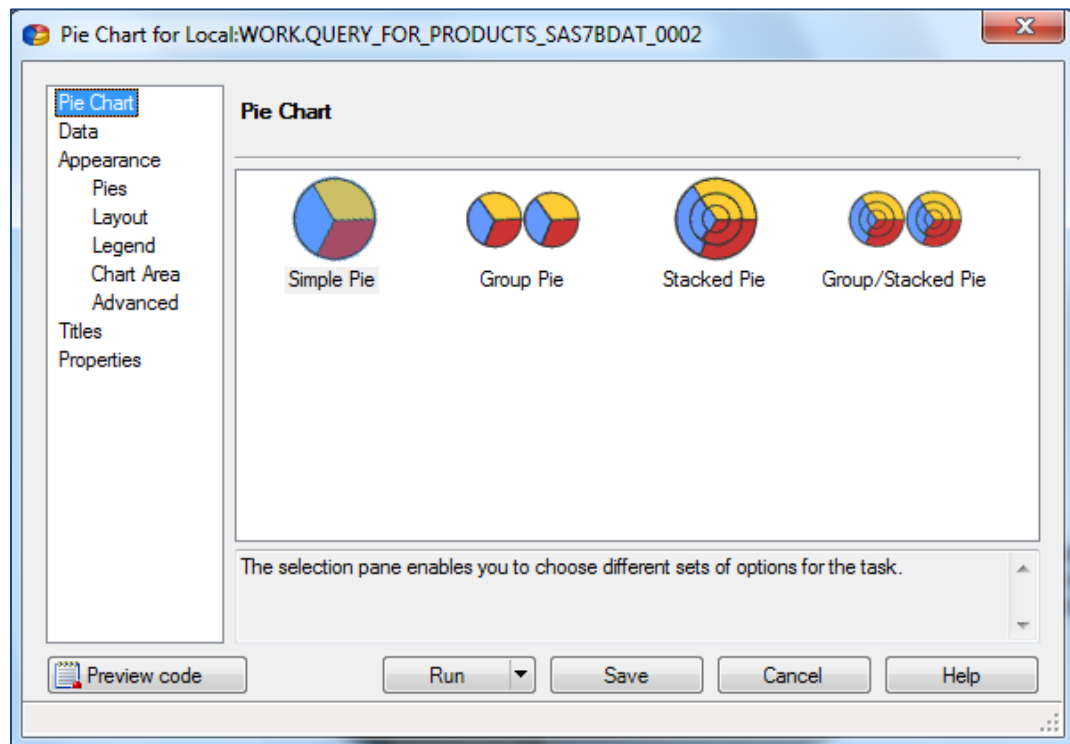 Pie Chart for Local:WORK.QUERY_FOR_PRODUCTS_SAS7BDAT_0002
Pie Chart
Data
Appearance
Pies
Layout
Legend
Chart Area
Advanced
Titles
Properties
Pie Chart
Simple Pie Group Pie Stacked Pie Group/Stacked Pie
The selection pane enables you to choose different sets of options for the task.
Preview code Run Save Cancel Help